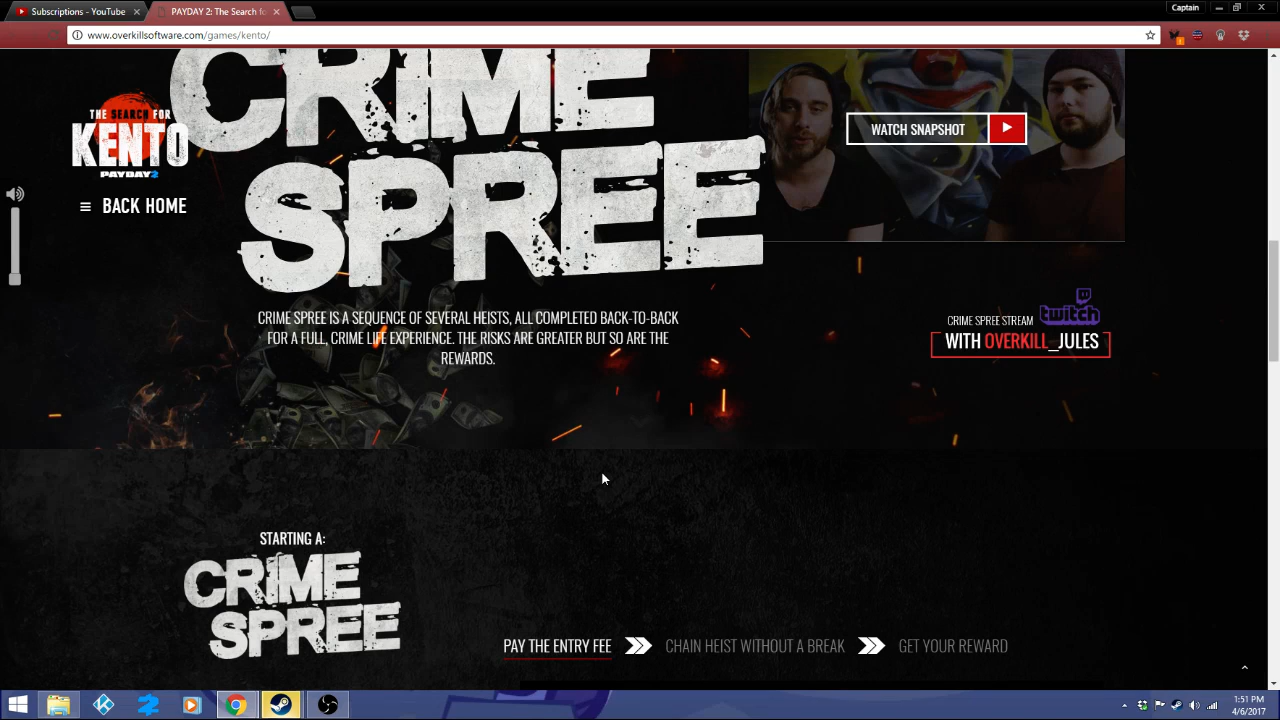 Subscriptions - YouTube
PAYDAY 2: The Search fo
Captain
www.overkillsoftware.com/games/kento/
CRIME
SPREE
THE SEARCH FOR
KENTO
PAYDAY 2
BACK HOME
WATCH SNAPSHOT
CRIME SPREE IS A SEQUENCE OF SEVERAL HEISTS, ALL COMPLETED BACK-TO-BACK
FOR A FULL, CRIME LIFE EXPERIENCE. THE RISKS ARE GREATER BUT SO ARE THE
REWARDS.
CRIME SPREE STREAM twitch
WITH OVERKILL_JULES
STARTING A:
CRIME
SPREE
PAY THE ENTRY FEE
CHAIN HEIST WITHOUT A BREAK
GET YOUR REWARD
1:51 PM
4/6/2017